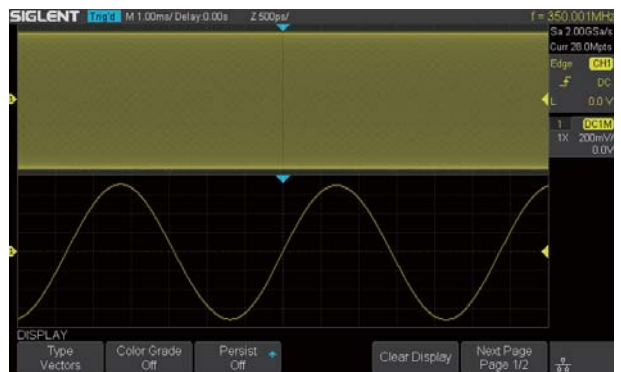 SIGLENT Trig'd M 1.00ms/ Delay:0.00s Z 500ps/ f = 350.001MHz
Sa 2.00GSa/s
Curr 28.0Mpts
Edge CH1
DC
L 0.0 V
1 DC1M
1X 200mV/
0.0V
DISPLAY
Type Color Grade Persist Clear Display Next Page
Vectors Off Off Page 1/2